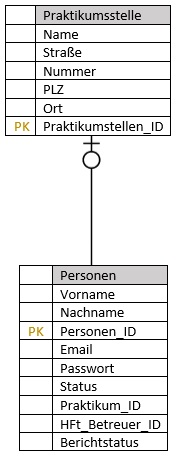 Praktikumsstelle
Name
Straße
Nummer
PLZ
Ort
PK Praktikumstellen_ID
Personen
Vorname
Nachname
PK Personen_ID
Email
Passwort
Status
Praktikum_ID
HFt_Betreuer_ID
Berichtstatus